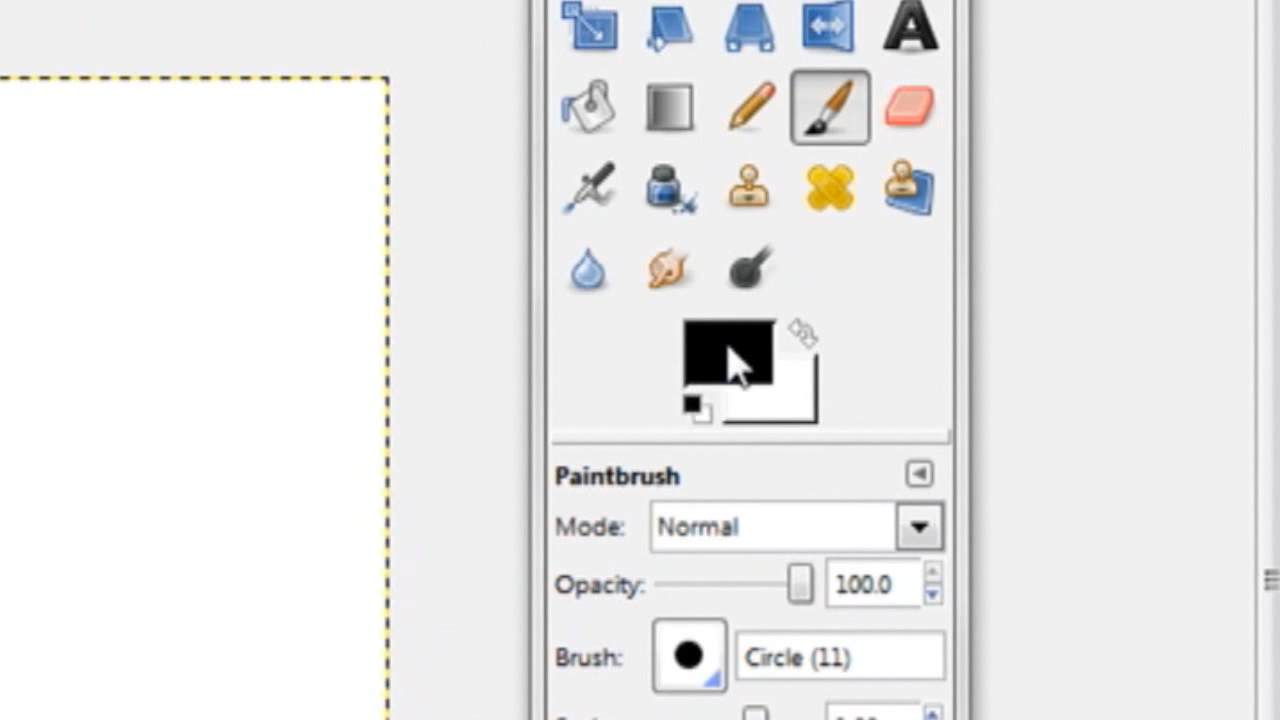 Paintbrush
Mode: Normal
Opacity: 100.0
Brush: Circle (11)